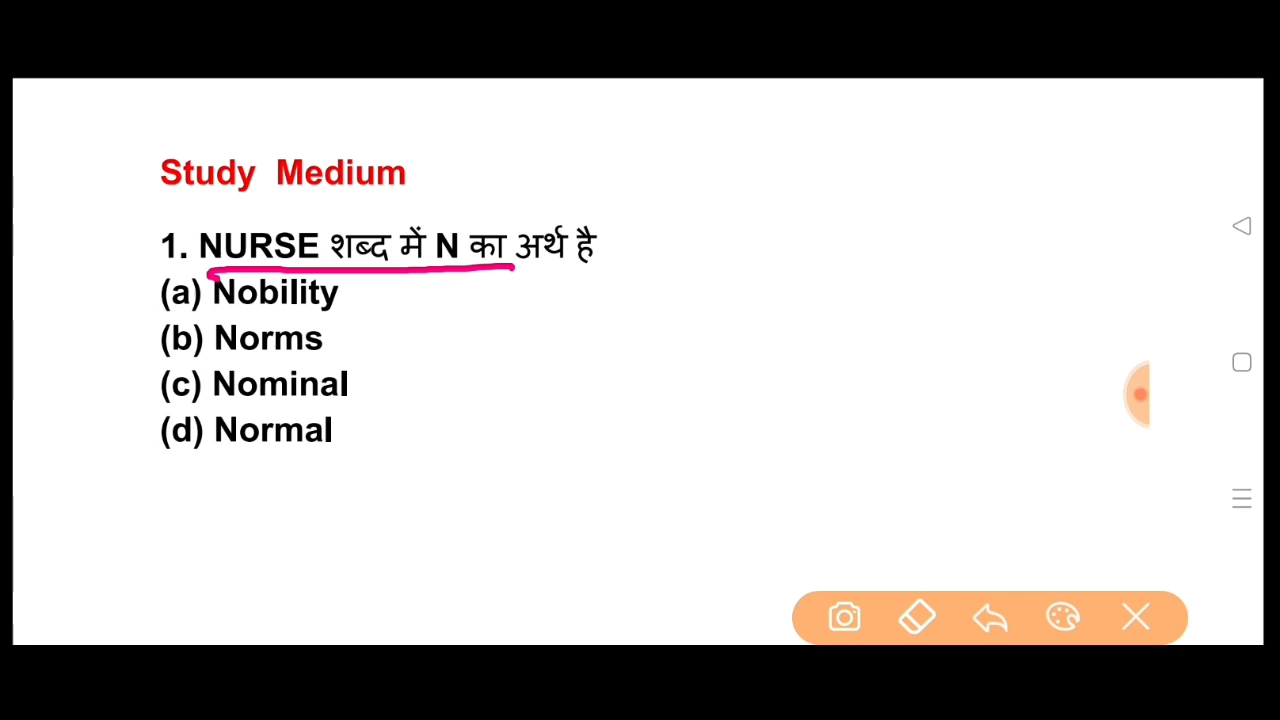 Study Medium
1. NURSE शब्द में N का अर्थ है
(a) Nobility
(b) Norms
(c) Nominal
(d) Normal